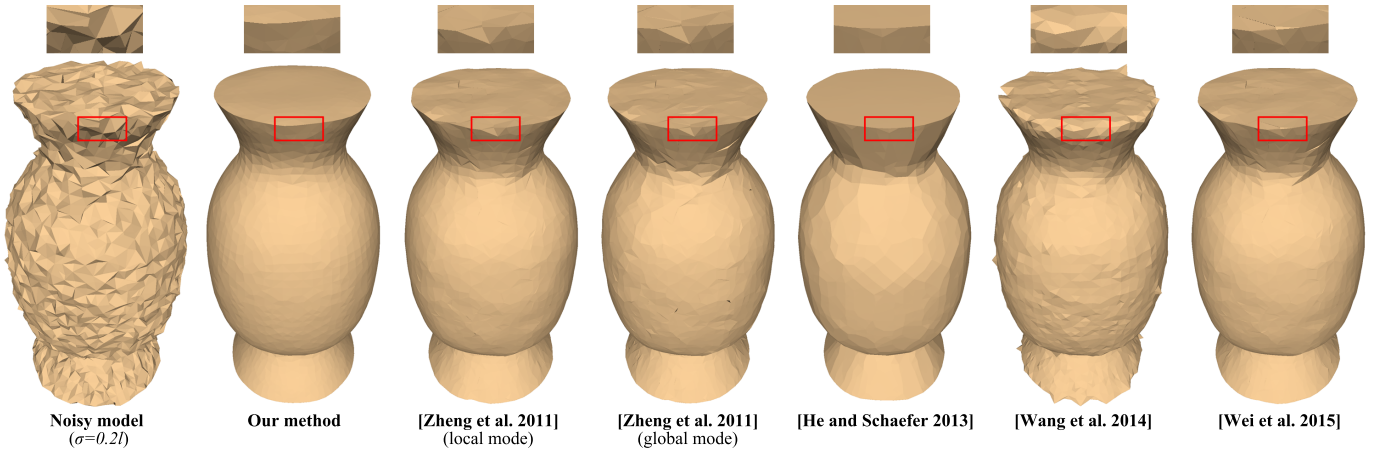 Noisy model
(σ=0.2l)
Our method
[Zheng et al. 2011]
(local mode)
[Zheng et al. 2011]
(global mode)
[He and Schaefer 2013]
[Wang et al. 2014]
[Wei et al. 2015]